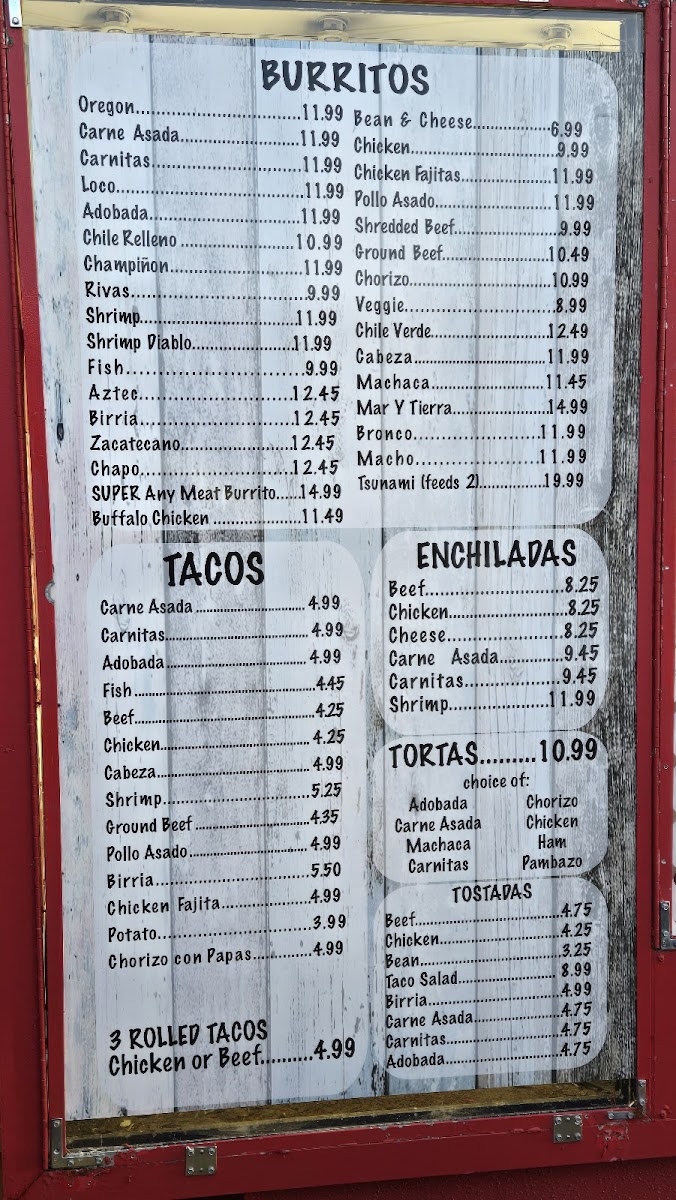 BURRITOS
Oregon..............................11.99
Carne Asada.....................11.99
Carnitas...........................11.99
Loco.................................11.99
Adobada...........................11.99
Chile Relleno ....................10.99
Champiñon.......................11.99
Rivas...............................9.99
Shrimp............................11.99
Shrimp Diablo..................11.99
Fish.........................9.99
Aztec...........................12.45
Birria...........................12.45
Zacatecano...................12.45
Chapo...........................12.45
SUPER Any Meat Burrito.....14.99
Buffalo Chicken ..................11.49
Bean & Cheese................6.99
Chicken............................9.99
Chicken Fajitas..................11.99
Pollo Asado.......................11.99
Shredded Beef...................9.99
Ground Beef.....................10.49
Chorizo............................10.99
Veggie..........................8.99
Chile Verde......................12.49
Cabeza............................11.99
Machaca.......................11.45
Mar Y Tierra...................14.99
Bronco.....................11.99
Macho.....................11.99
Tsunami (feeds 2).............19.99
TACOS
Carne Asada ............................ 4.99
Carnitas.................................... 4.99
Adobada.................................... 4.99
Fish ............................................4.45
Beef............................................4.25
Chicken.....................................4.25
Cabeza......................................4.99
Shrimp...........................5.25
Ground Beef ............................4.35
Pollo Asado..............................4.99
Birria...........................5.50
Chicken Fajita................4.99
Potato..........................3.99
Chorizo con Papas............4.99
3 ROLLED TACOS
Chicken or Beef.........4.99
ENCHILADAS
Beef.......................8.25
Chicken...................8.25
Cheese...................8.25
Carne Asada............9.45
Carnitas.................9.45
Shrimp.................11.99
TORTAS.........10.99
choice of:
Adobada Chorizo
Carne Asada Chicken
Machaca Ham
Carnitas Pambazo
TOSTADAS
Beef................................4.75
Chicken...........................4.25
Bean................................3.25
Taco Salad..................... 8.99
Birria..............................4.99
Carne Asada...................4.75
Carnitas.........................4.75
Adobada.........................4.75